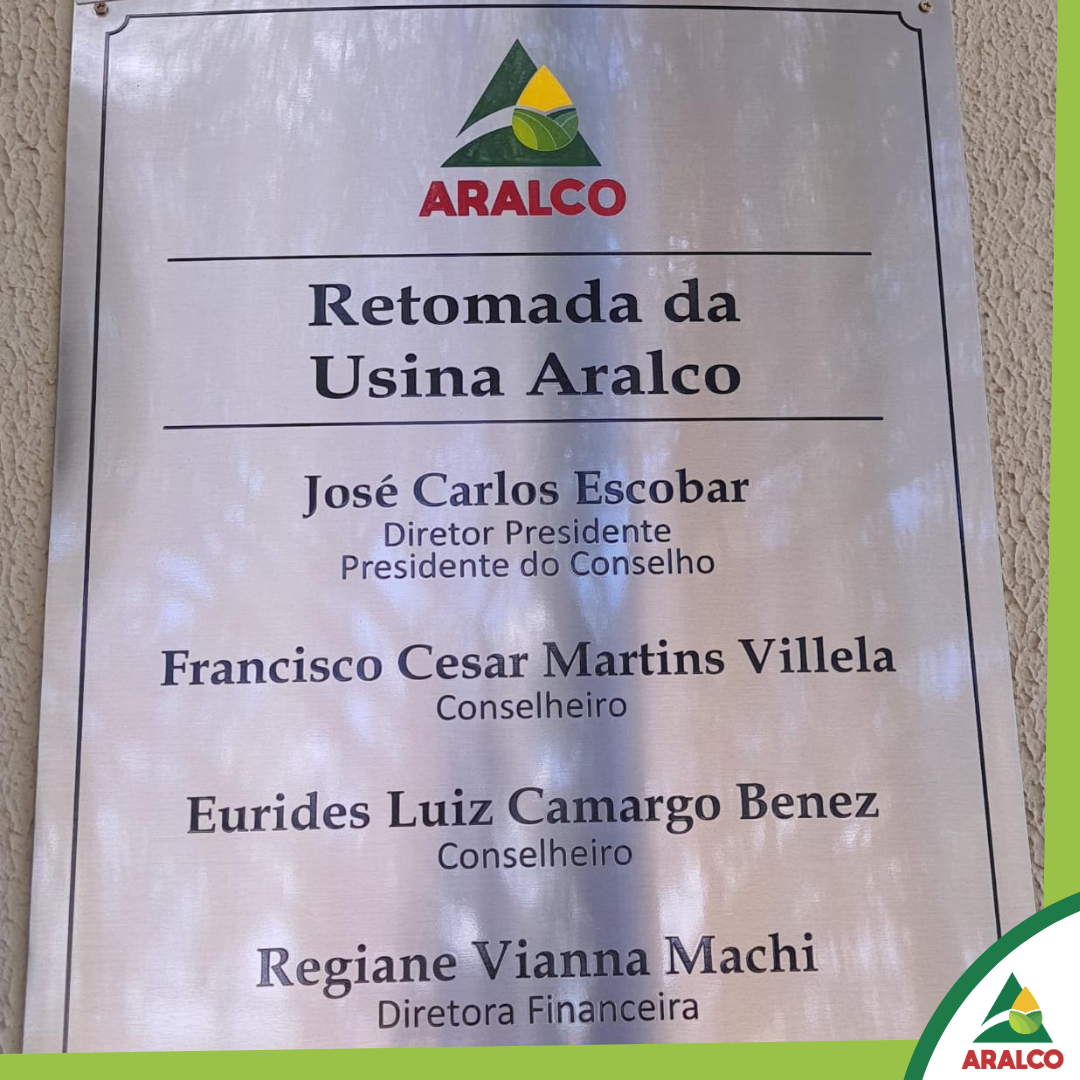 ARALCO
Retomada da
Usina Aralco
José Carlos Escobar
Diretor Presidente
Presidente do Conselho
Francisco Cesar Martins Villela
Conselheiro
Eurides Luiz Camargo Benez
Conselheiro
Regiane Vianna Machi
Diretora Financeira
ARALCO